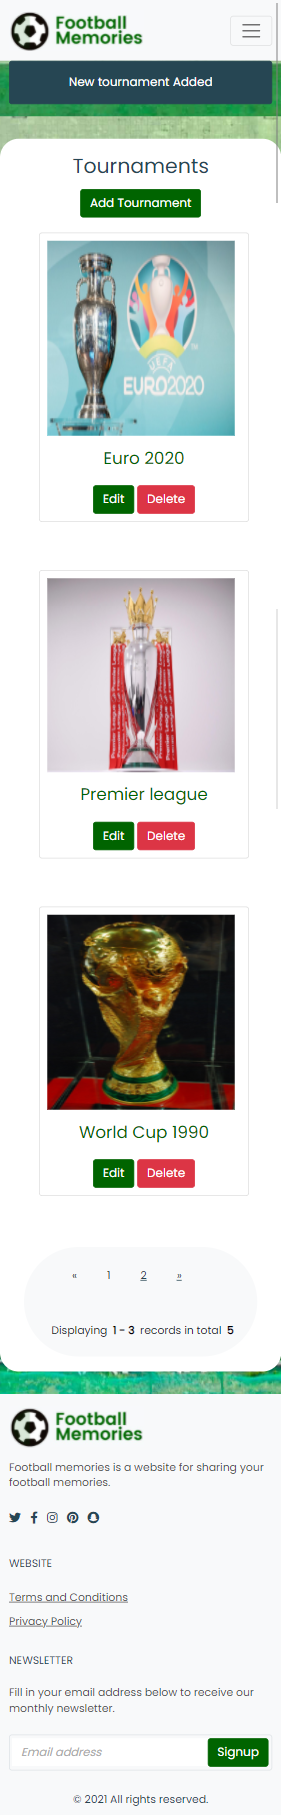 Football
Memories
New tournament Added
Tournaments
Add Tournament
UEFA
EURO2020
Euro 2020
Edit Delete
Premier league
Edit Delete
World Cup 1990
Edit Delete
« 1 2 »
Displaying 1 - 3 records in total 5
Football
Memories
Football memories is a website for sharing your
football memories.
WEBSITE
Terms and Conditions
Privacy Policy
NEWSLETTER
Fill in your email address below to receive our
monthly newsletter.
Email address Signup
© 2021 All rights reserved.